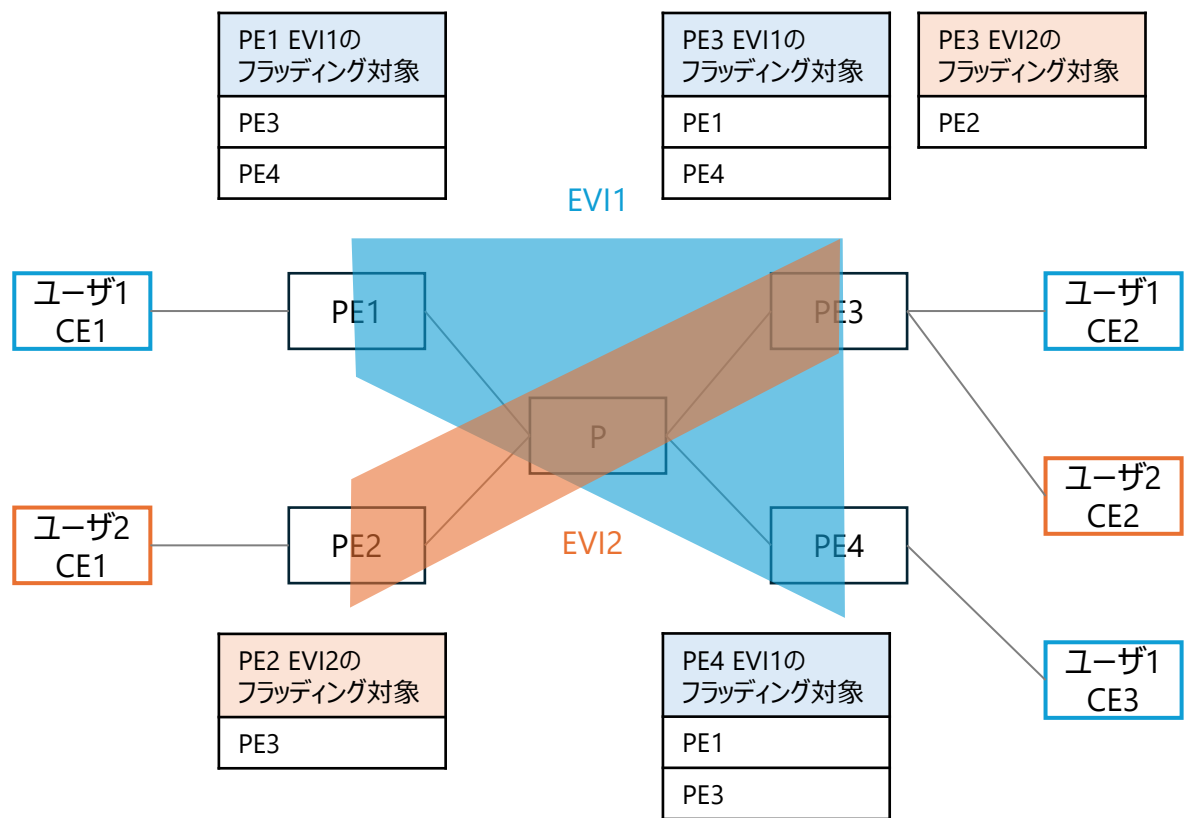 PE1 EVI1の
フラッディング対象
PE3
PE4
PE3 EVI1の
フラッディング対象
PE1
PE4
PE3 EVI2の
フラッディング対象
PE2
EVI1
ユーザ1
CE1
PE1
PE3
ユーザ1
CE2
P
ユーザ2
CE1
PE2
EVI2
PE4
ユーザ2
CE2
PE2 EVI2の
フラッディング対象
PE3
PE4 EVI1の
フラッディング対象
PE1
PE3
ユーザ1
CE3